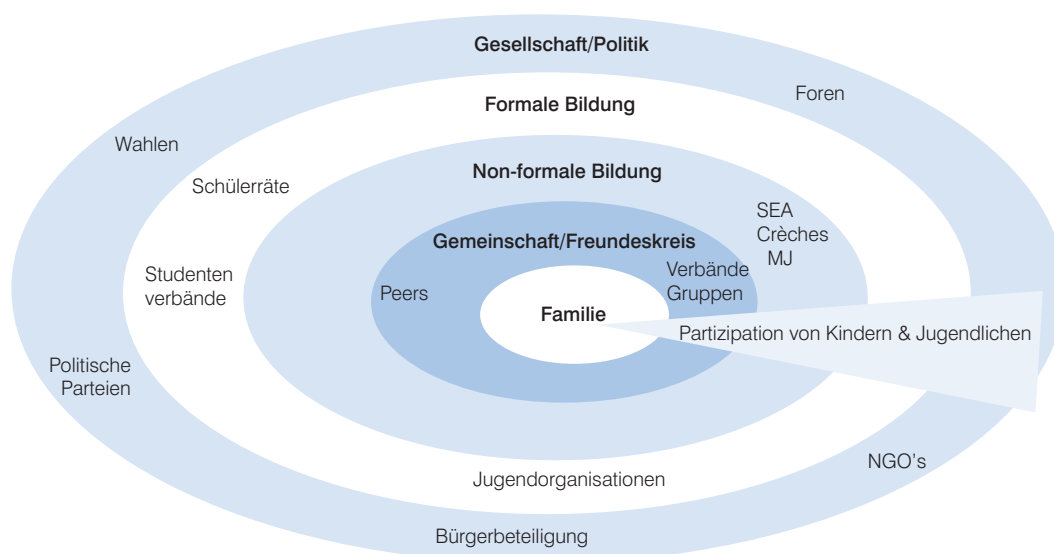 Gesellschaft/Politik
Foren
Formale Bildung
Wahlen
Non-formale Bildung
Schülerräte
SEA
Crèches
MJ
Gemeinschaft/Freundeskreis
Studenten
verbände
Verbände
Gruppen
Peers
Familie
Partizipation von Kindern & Jugendlichen
Politische
Parteien
NGO's
Jugendorganisationen
Bürgerbeteiligung